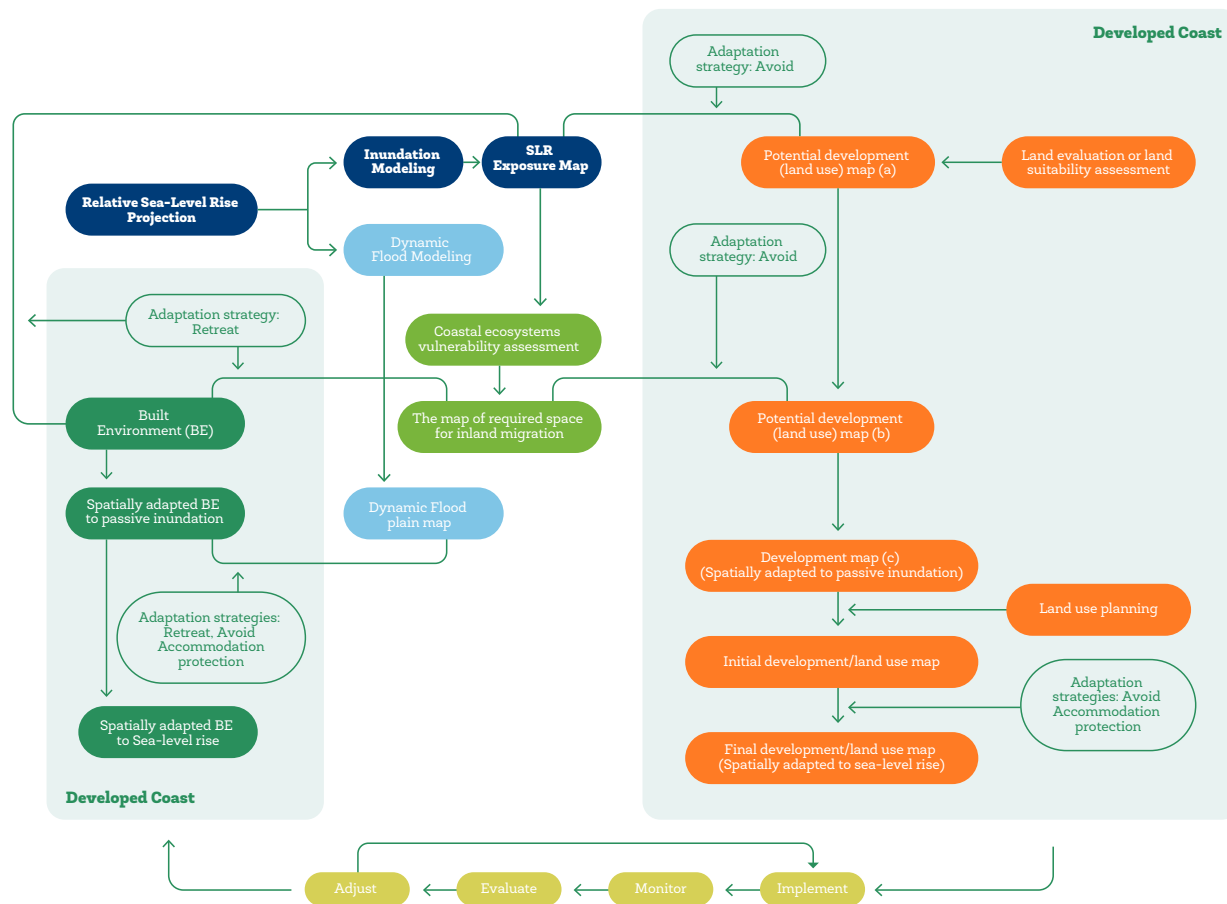 Developed Coast
Adaptation
strategy: Avoid
Inundation
Modeling
SLR
Exposure Map
Potential development
(land use) map (a)
Land evaluation or land
suitability assessment
Relative Sea-Level Rise
Projection
Dynamic
Flood Modeling
Adaptation
strategy: Avoid
Adaptation strategy:
Retreat
Coastal ecosystems
vulnerability assessment
Built
Environment (BE)
The map of required space
for inland migration
Potential development
(land use) map (b)
Spatially adapted BE
to passive inundation
Dynamic Flood
plain map
Development map (c)
(Spatially adapted to passive inundation)
Land use planning
Adaptation strategies:
Retreat, Avoid
Accommodation
protection
Initial development/land use map
Adaptation
strategies: Avoid
Accommodation
protection
Spatially adapted BE
to Sea-level rise
Final development/land use map
(Spatially adapted to sea-level rise)
Developed Coast
Adjust
Evaluate
Monitor
Implement